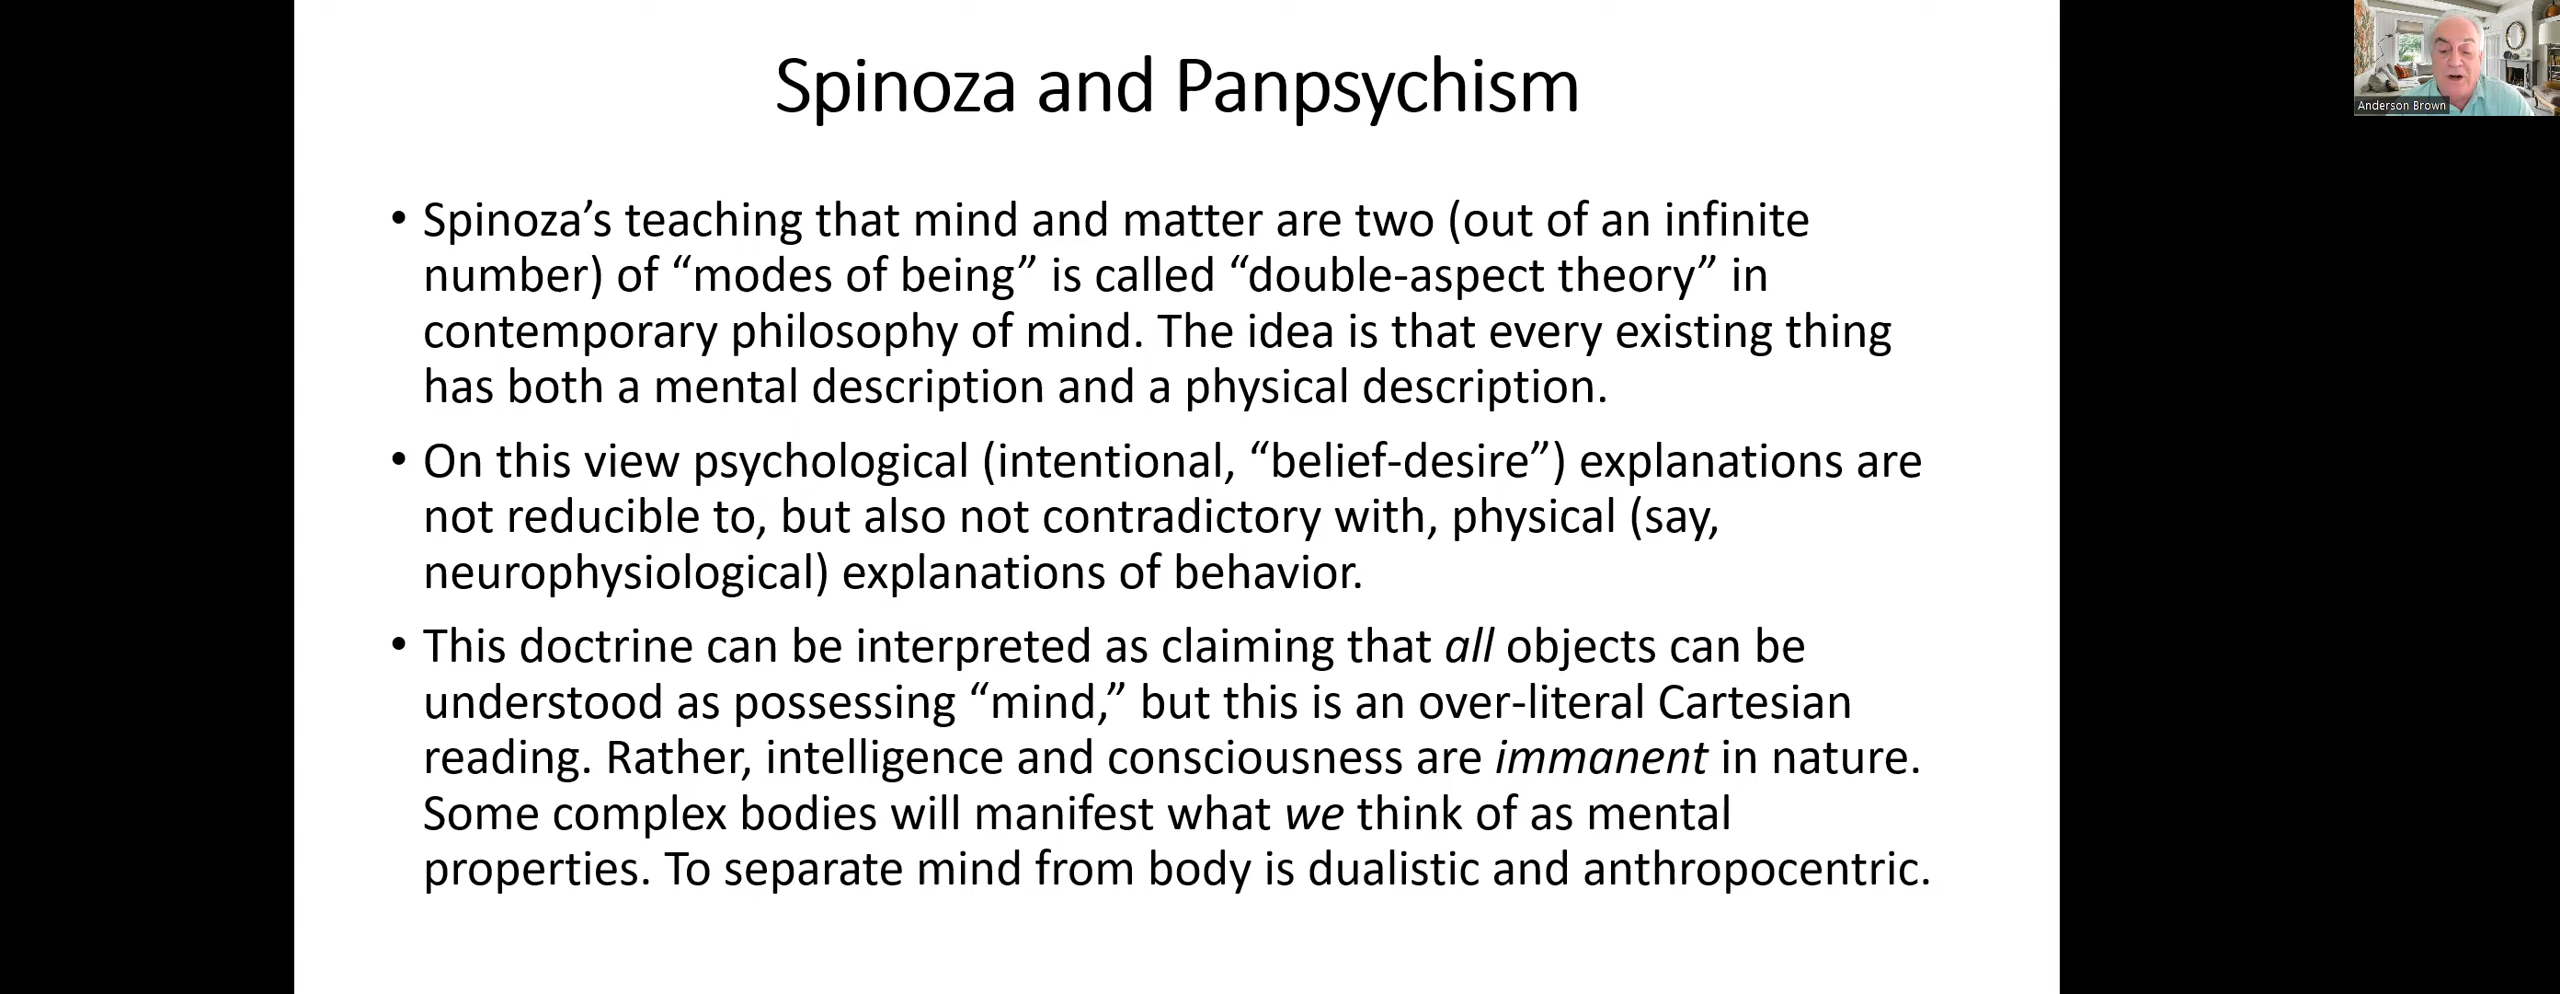 Spinoza and Panpsychism
• Spinoza’s teaching that mind and matter are two (out of an infinite
number) of “modes of being” is called “double-aspect theory” in
contemporary philosophy of mind. The idea is that every existing thing
has both a mental description and a physical description.
• On this view psychological (intentional, “belief-desire”) explanations are
not reducible to, but also not contradictory with, physical (say,
neurophysiological) explanations of behavior.
• This doctrine can be interpreted as claiming that all objects can be
understood as possessing “mind,” but this is an over-literal Cartesian
reading. Rather, intelligence and consciousness are immanent in nature.
Some complex bodies will manifest what we think of as mental
properties. To separate mind from body is dualistic and anthropocentric.
Anderson Brown